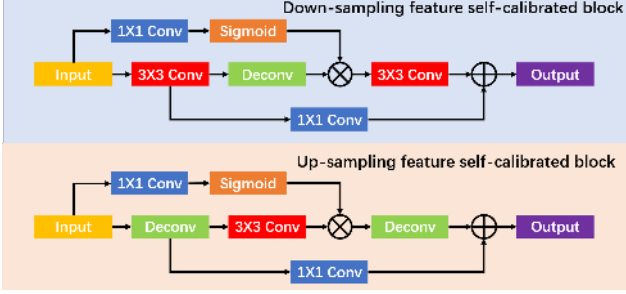 Down-sampling feature self-calibrated block
1X1 Conv Sigmoid
Input 3X3 Conv Deconv 3X3 Conv Output
1X1 Conv
Up-sampling feature self-calibrated block
1X1 Conv Sigmoid
Input Deconv 3X3 Conv Deconv Output
1X1 Conv